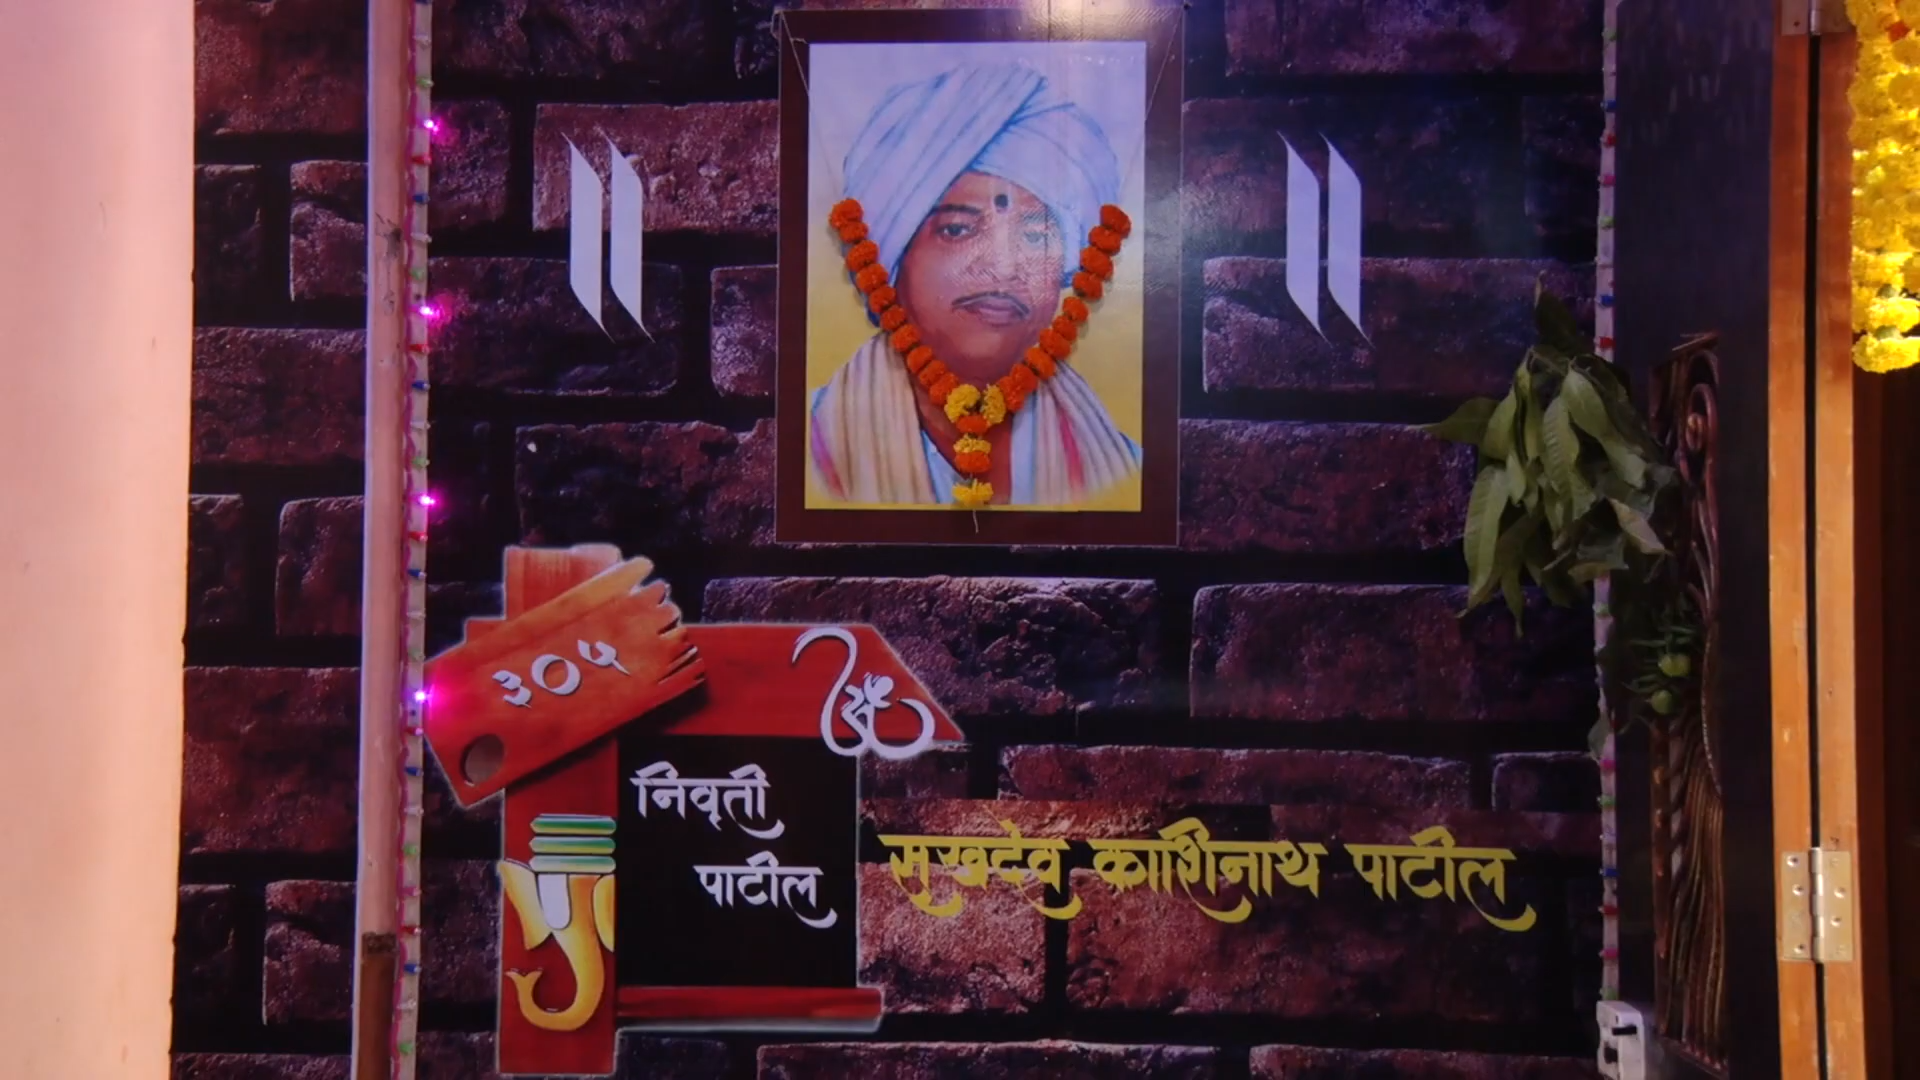 ॥ ॥
३०५
ॐ
निवृती
पाटील
सुखदेव काशिनाथ पाटील